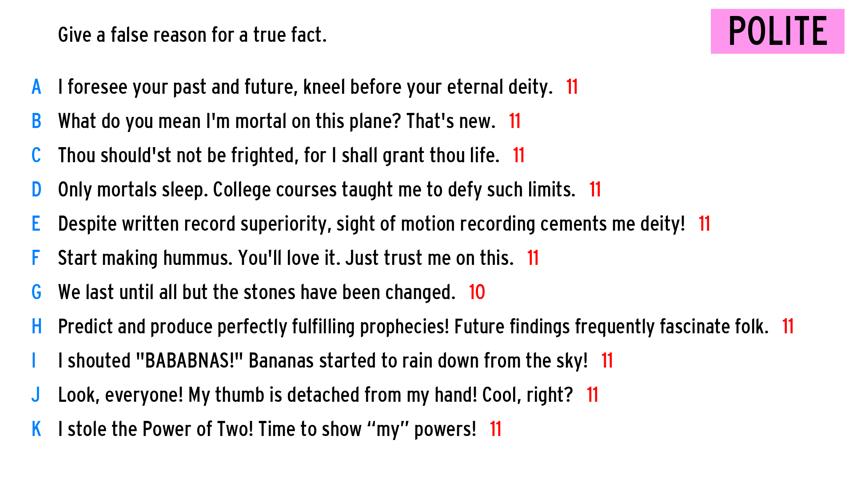 Give a false reason for a true fact.
POLITE
A I foresee your past and future, kneel before your eternal deity. 11
B What do you mean I'm mortal on this plane? That's new. 11
C Thou should'st not be frighted, for I shall grant thou life. 11
D Only mortals sleep. College courses taught me to defy such limits. 11
E Despite written record superiority, sight of motion recording cements me deity! 11
F Start making hummus. You'll love it. Just trust me on this. 11
G We last until all but the stones have been changed. 10
H Predict and produce perfectly fulfilling prophecies! Future findings frequently fascinate folk. 11
I I shouted "BABABNAS!" Bananas started to rain down from the sky! 11
J Look, everyone! My thumb is detached from my hand! Cool, right? 11
K I stole the Power of Two! Time to show “my” powers! 11